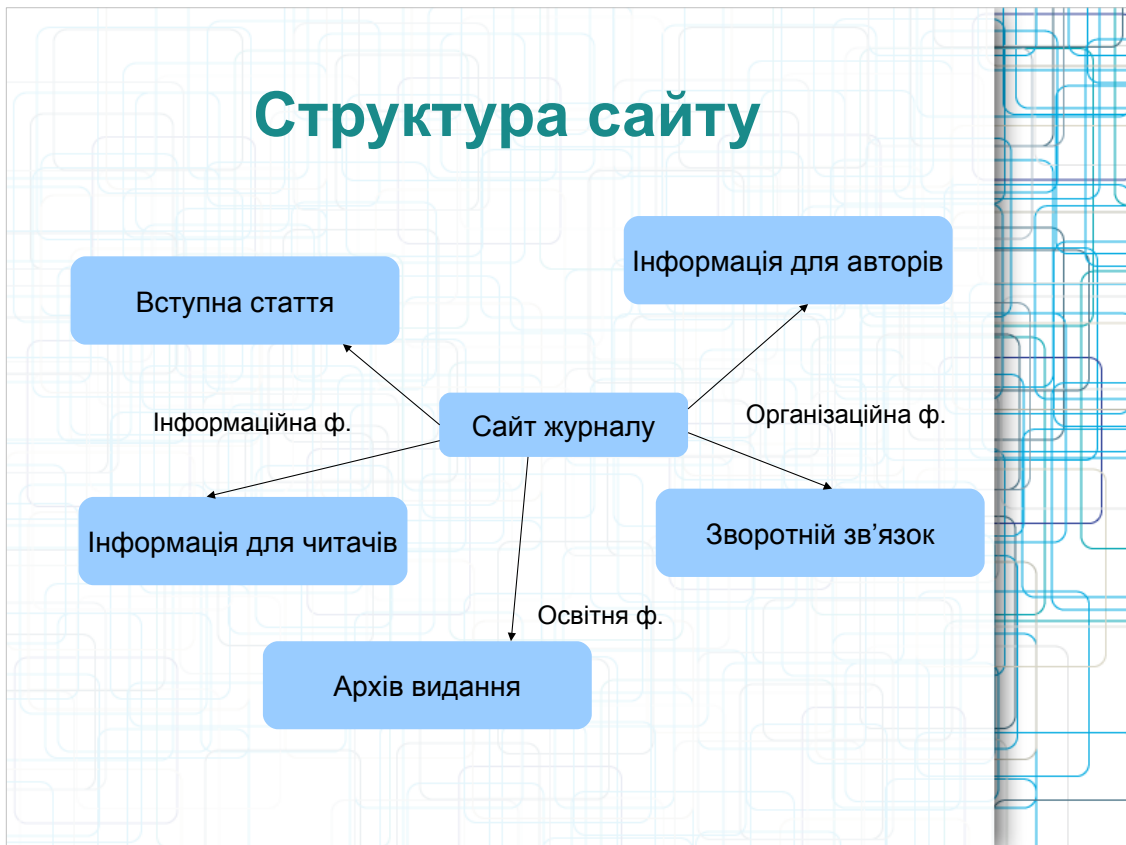 Структура сайту
Інформація для авторів
Вступна стаття
Інформаційна ф.
Сайт журналу
Організаційна ф.
Інформація для читачів
Зворотній зв’язок
Освітня ф.
Архів видання